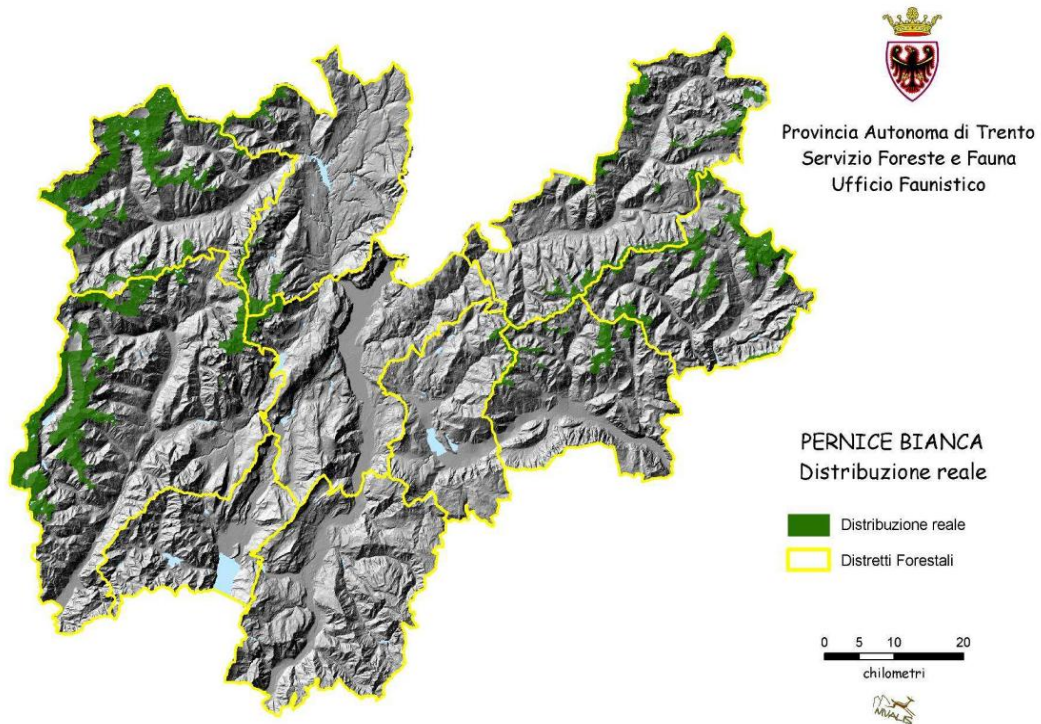 Provincia Autonoma di Trento
Servizio Foreste e Fauna
Ufficio Faunistico
PERNICE BIANCA
Distribuzione reale
Distribuzione reale
Distretti Forestali
0 5 10 20
chilometri